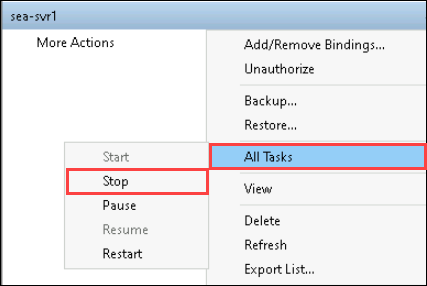 sea-svr1
More Actions
Add/Remove Bindings...
Unauthorize
Backup...
Restore...
All Tasks
View
Delete
Refresh
Export List...
Start
Stop
Pause
Resume
Restart